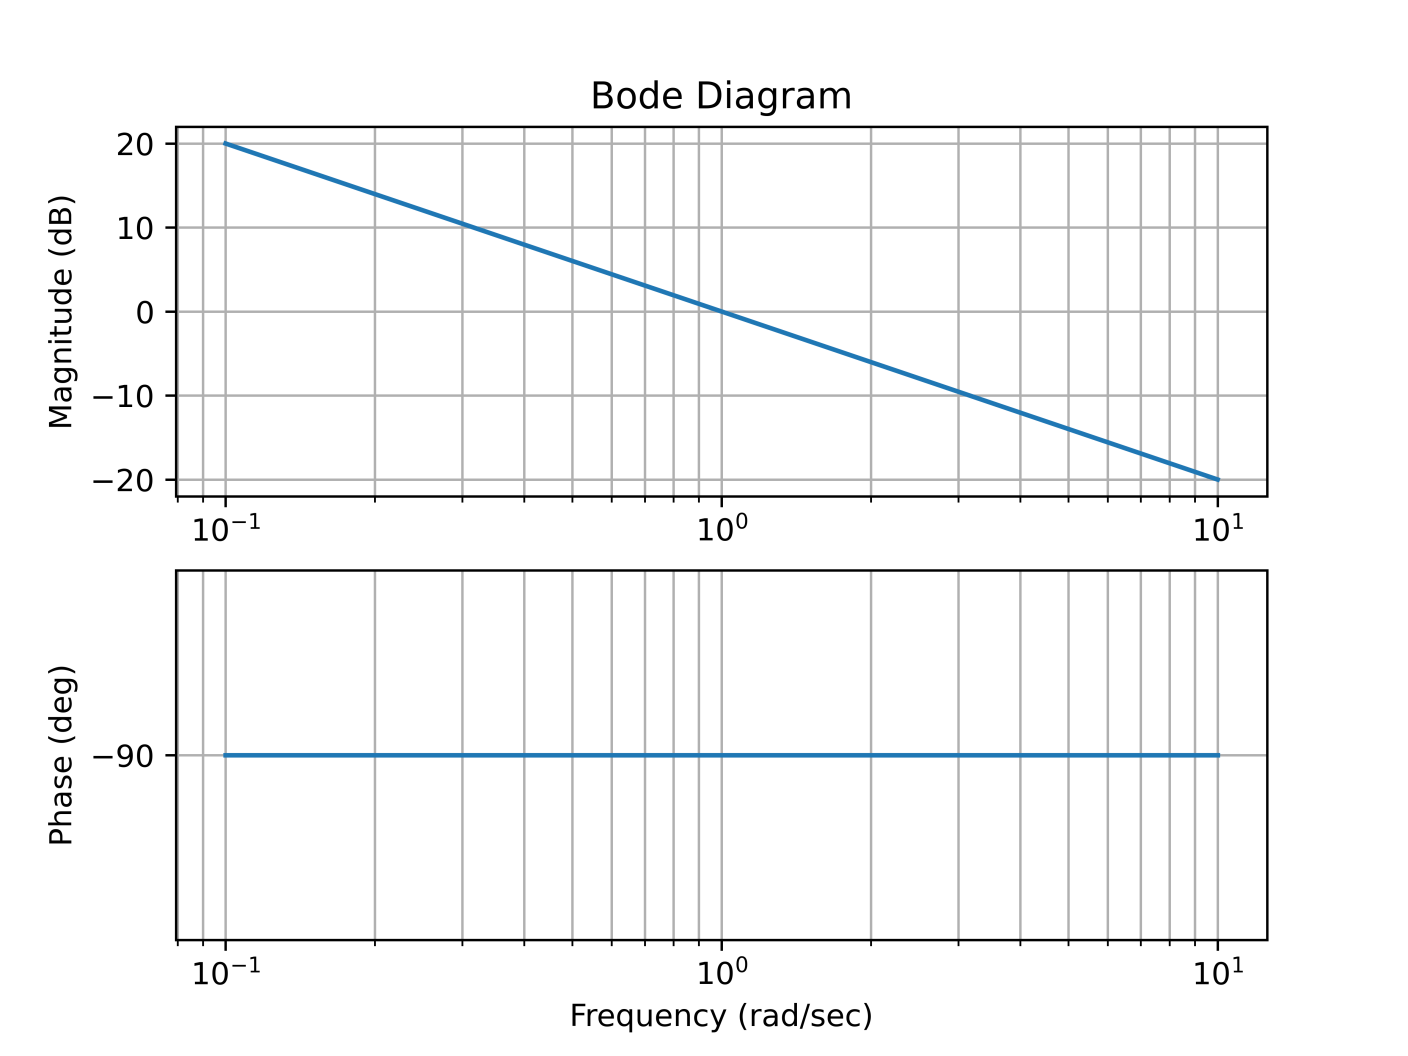 Bode Diagram
Magnitude (dB)
20
10
0
−10
−20
10⁻¹ 10⁰ 10¹
Phase (deg)
−90
10⁻¹ 10⁰ 10¹
Frequency (rad/sec)